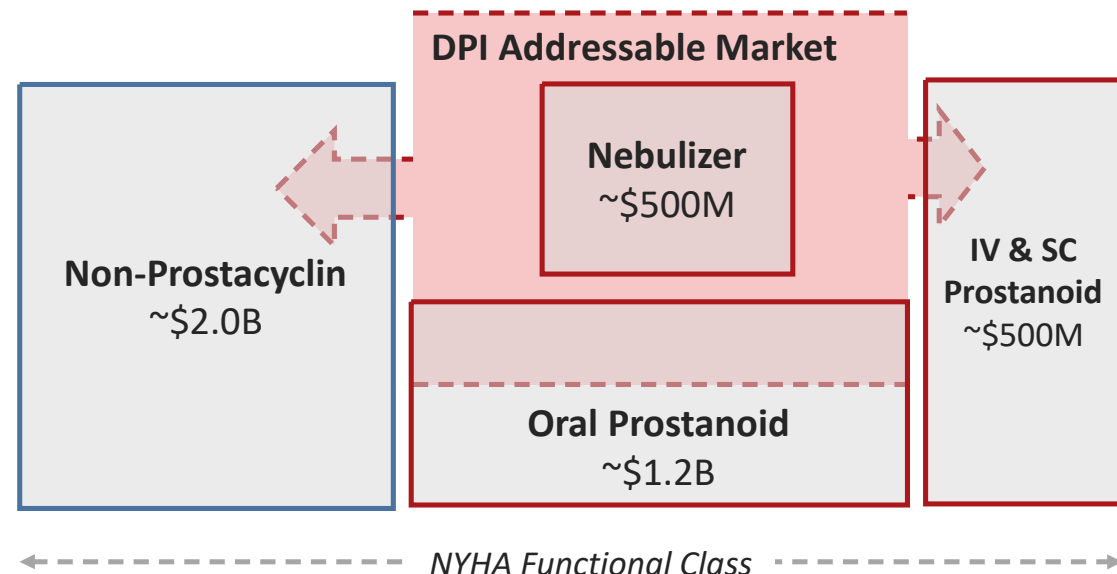 DPI Addressable Market
Nebulizer
~$500M
Non-Prostacyclin
~$2.0B
IV & SC
Prostanoid
~$500M
Oral Prostanoid
~$1.2B
NYHA Functional Class